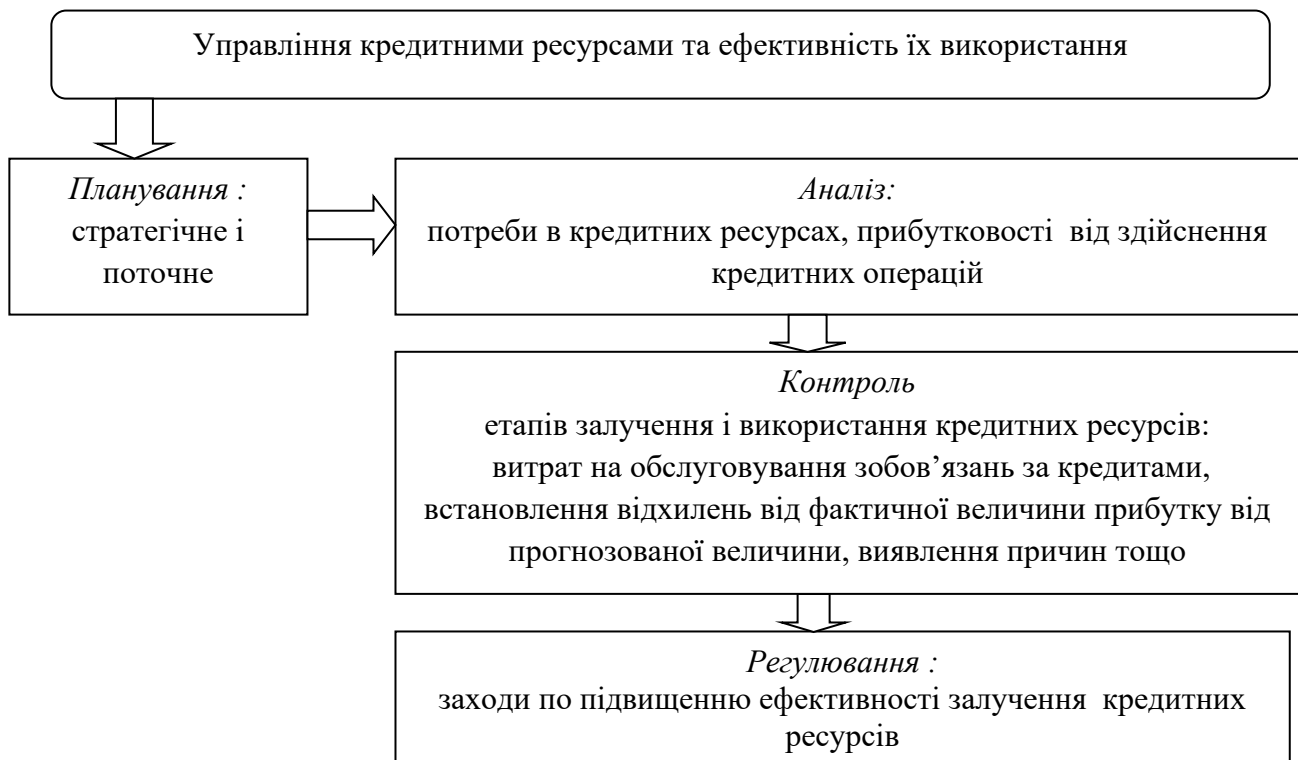 Управління кредитними ресурсами та ефективність їх використання
Планування :
стратегічне і
поточне
Аналіз:
потреби в кредитних ресурсах, прибутковості від здійснення
кредитних операцій
Контроль
етапів залучення і використання кредитних ресурсів:
витрат на обслуговування зобов’язань за кредитами,
встановлення відхилень від фактичної величини прибутку від
прогнозованої величини, виявлення причин тощо
Регулювання :
заходи по підвищенню ефективності залучення кредитних
ресурсів